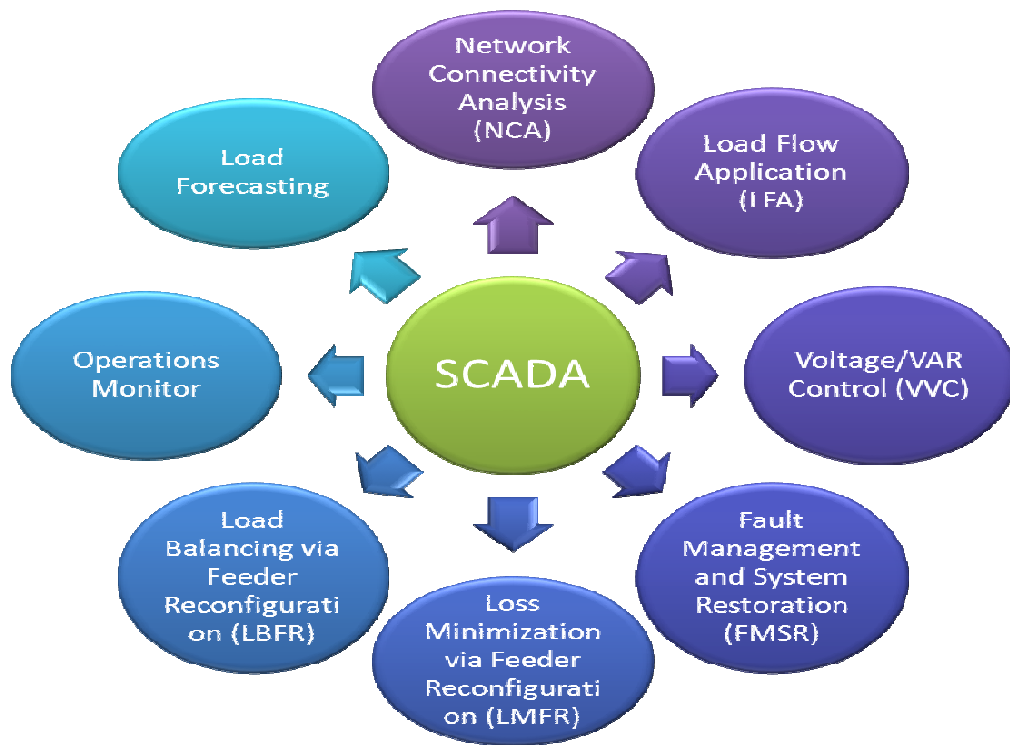 Network
Connectivity
Analysis
(NCA)
Load Flow
Application
(LFA)
Voltage/VAR
Control (VVC)
Fault
Management
and System
Restoration
(FMSR)
Loss
Minimization
via Feeder
Reconfigurati
on (LMFR)
Load
Balancing via
Feeder
Reconfigurati
on (LBFR)
Operations
Monitor
Load
Forecasting
SCADA